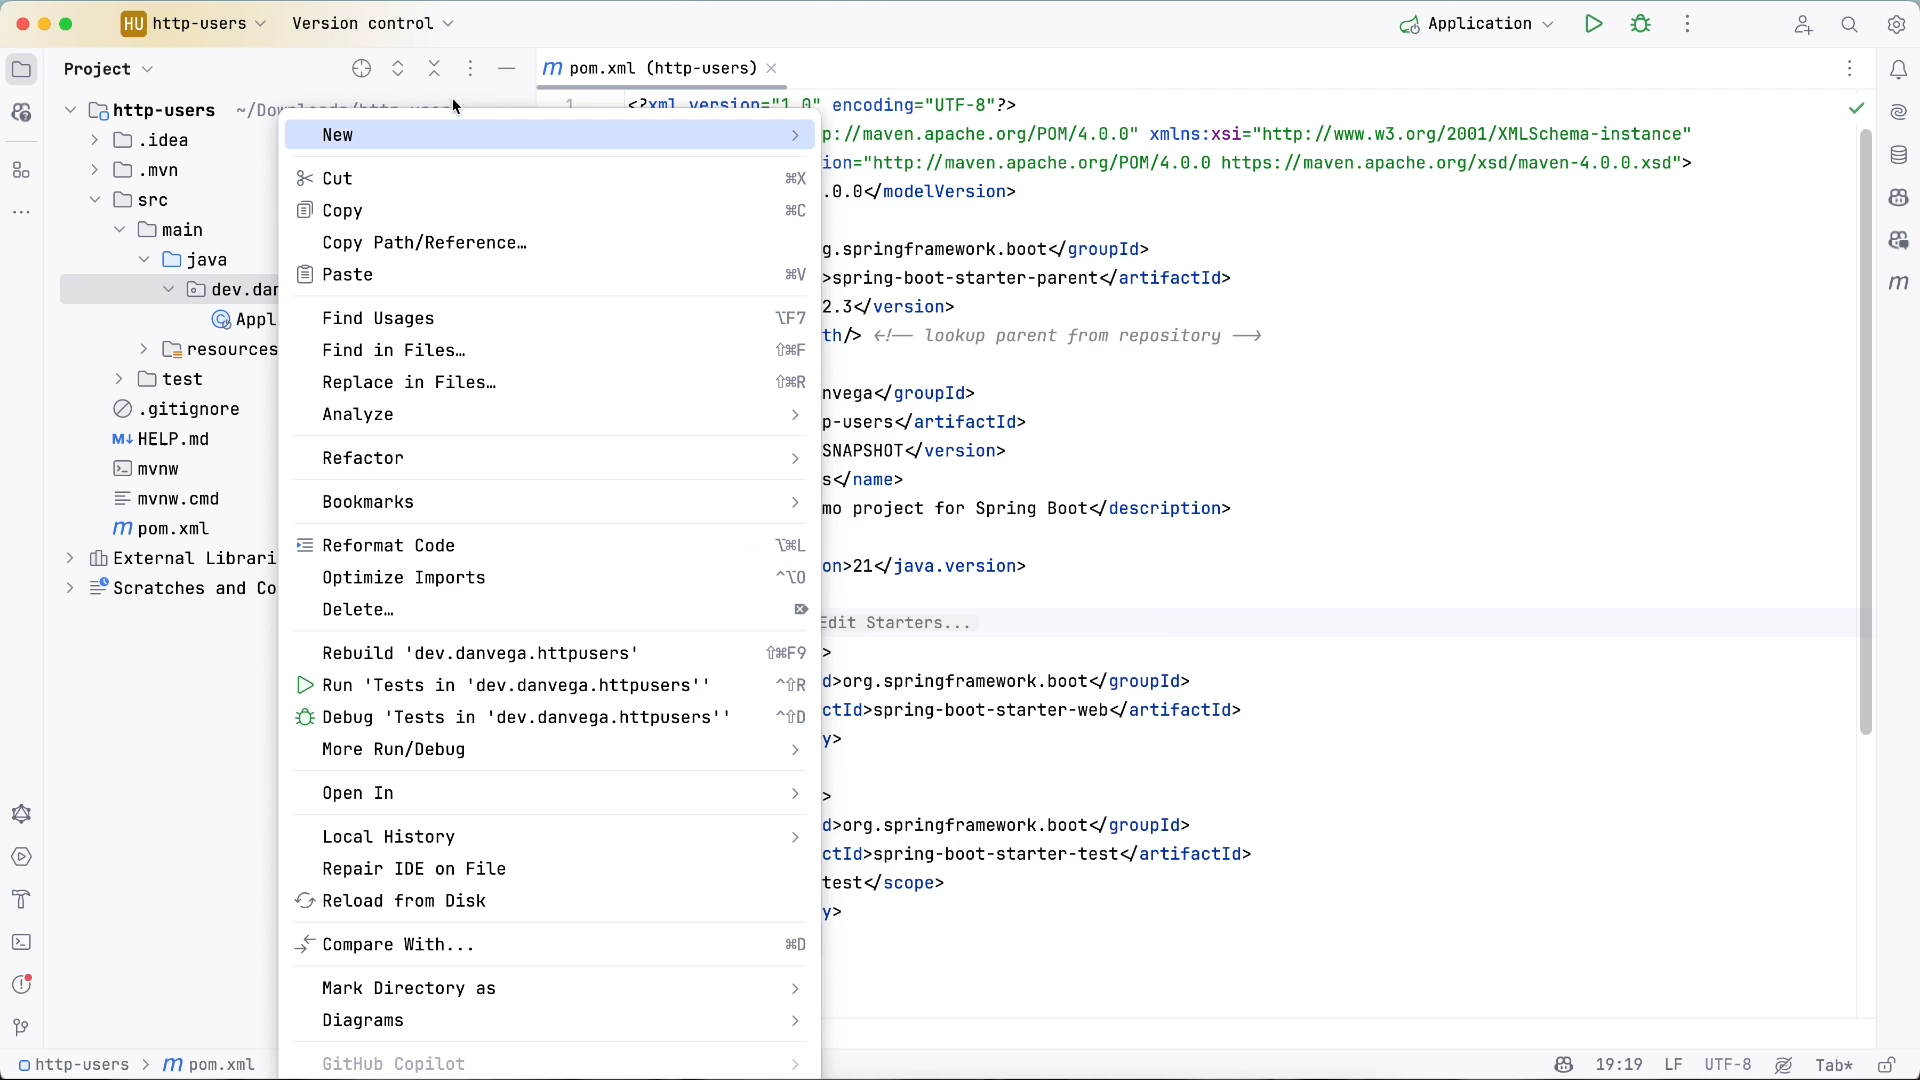 HU http-users
Version control
Application
Project
pom.xml (http-users)
http-users
.idea
.mvn
src
main
java
dev.dan
Appl
resources
test
.gitignore
HELP.md
mvnw
mvnw.cmd
pom.xml
External Librari
Scratches and Co
New
Cut ⌘X
Copy ⌘C
Copy Path/Reference…
Paste ⌘V
Find Usages ⌥F7
Find in Files… ⇧⌘F
Replace in Files… ⇧⌘R
Analyze
Refactor
Bookmarks
Reformat Code ⌥⌘L
Optimize Imports ^⌥O
Delete…
Rebuild 'dev.danvega.httpusers' ⇧⌘F9
Run 'Tests in 'dev.danvega.httpusers'' ^⇧R
Debug 'Tests in 'dev.danvega.httpusers'' ^⇧D
More Run/Debug
Open In
Local History
Repair IDE on File
Reload from Disk
Compare With... ⌘D
Mark Directory as
Diagrams
GitHub Copilot
1 <?xml version="1.0" encoding="UTF-8"?>
p://maven.apache.org/POM/4.0.0" xmlns:xsi="http://www.w3.org/2001/XMLSchema-instance"
ion="http://maven.apache.org/POM/4.0.0 https://maven.apache.org/xsd/maven-4.0.0.xsd">
.0.0</modelVersion>
g.springframework.boot</groupId>
>spring-boot-starter-parent</artifactId>
2.3</version>
th/> <!-- lookup parent from repository -->
nvega</groupId>
p-users</artifactId>
SNAPSHOT</version>
s</name>
mo project for Spring Boot</description>
on>21</java.version>
Edit Starters...
>
d>org.springframework.boot</groupId>
ctId>spring-boot-starter-web</artifactId>
y>
>
d>org.springframework.boot</groupId>
ctId>spring-boot-starter-test</artifactId>
test</scope>
y>
http-users > pom.xml
19:19 LF UTF-8 Tab*